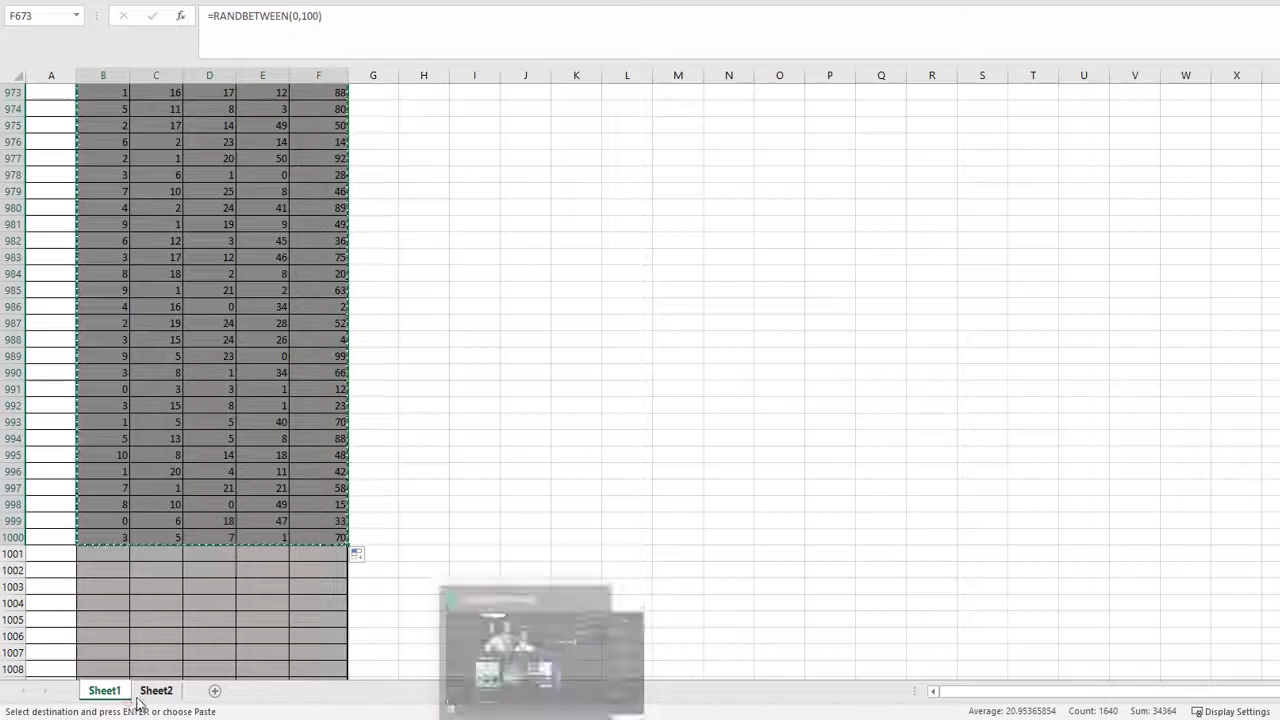 F673 fx =RANDBETWEEN(0,100)
A B C D E F G H I J K L M N O P Q R S T U V W X
973 1 16 17 12 88
974 5 11 8 3 80
975 2 17 14 49 50
976 6 2 23 14 14
977 2 1 20 50 92
978 3 6 1 0 28
979 7 10 25 8 46
980 4 2 24 41 89
981 9 1 19 9 49
982 6 12 3 45 36
983 3 17 12 46 75
984 8 18 2 8 20
985 9 1 21 2 63
986 4 16 0 34 2
987 2 19 24 28 52
988 3 15 24 26 4
989 9 5 23 0 99
990 3 8 1 34 66
991 0 3 3 1 12
992 3 15 8 1 23
993 1 5 5 40 70
994 5 13 5 8 88
995 10 8 14 18 48
996 1 20 4 11 42
997 7 1 21 21 58
998 8 10 0 49 15
999 0 6 18 47 33
1000 3 5 7 1 70
1001
1002
1003
1004
1005
1006
1007
1008
Sheet1 Sheet2
Select destination and press ENTER or choose Paste Average: 20.95365854 Count: 1640 Sum: 34364 Display Settings